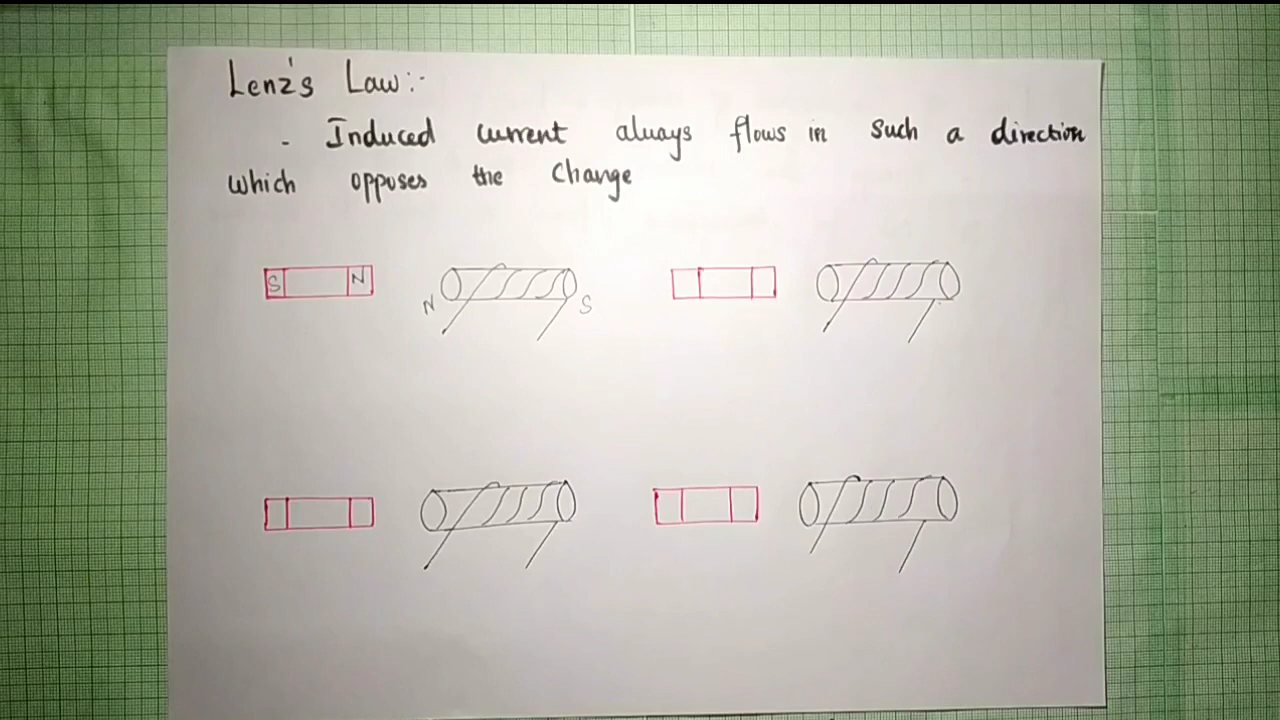 Lenz's Law:-
- Induced current always flows in such a direction
which opposes the change
S N
N S